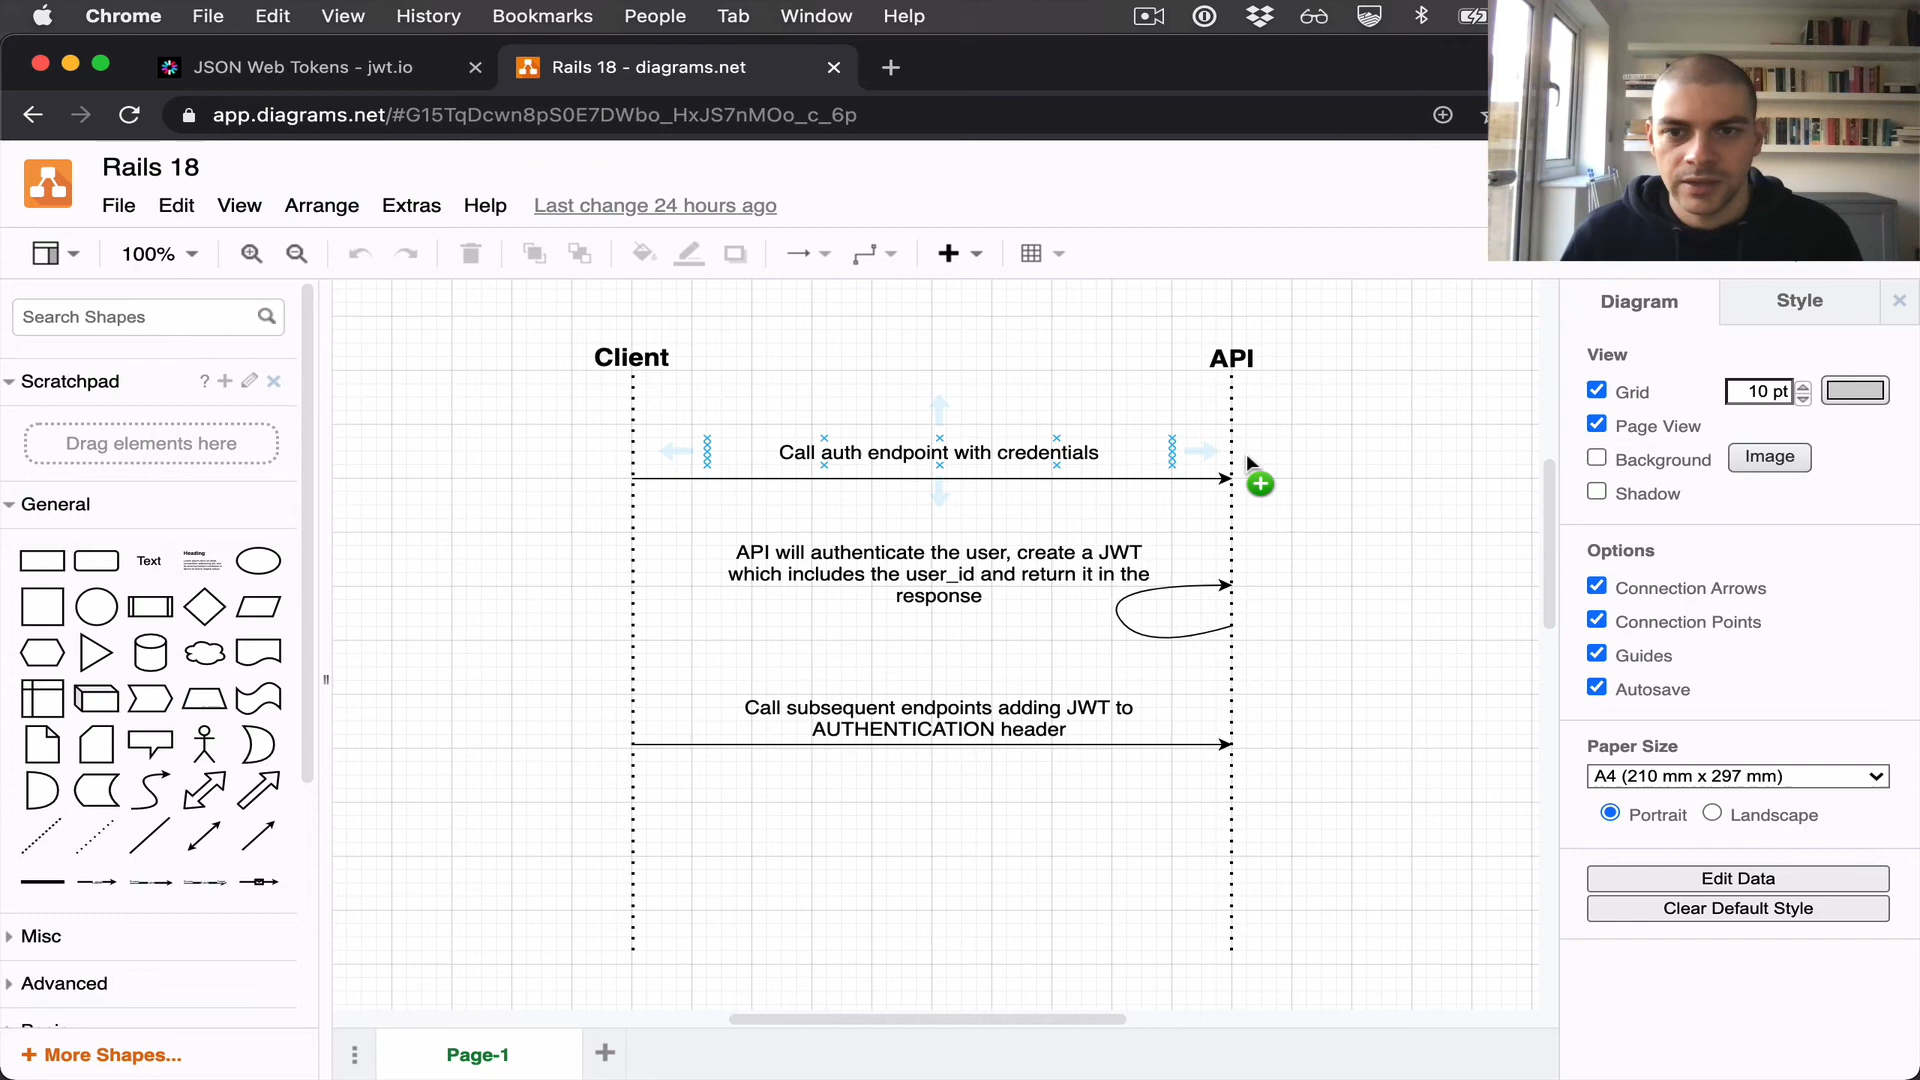 Chrome File Edit View History Bookmarks People Tab Window Help
JSON Web Tokens - jwt.io
Rails 18 - diagrams.net
app.diagrams.net/#G15TqDcwn8pS0E7DWbo_HxJS7nMOo_c_6p
Rails 18
File Edit View Arrange Extras Help Last change 24 hours ago
100%
Search Shapes
Scratchpad
?
Drag elements here
General
Text
Heading
Misc
Advanced
+ More Shapes...
Client
API
Call auth endpoint with credentials
API will authenticate the user, create a JWT
which includes the user_id and return it in the
response
Call subsequent endpoints adding JWT to
AUTHENTICATION header
Page-1
Diagram
Style
View
Grid
10 pt
Page View
Background
Image
Shadow
Options
Connection Arrows
Connection Points
Guides
Autosave
Paper Size
A4 (210 mm x 297 mm)
Portrait
Landscape
Edit Data
Clear Default Style